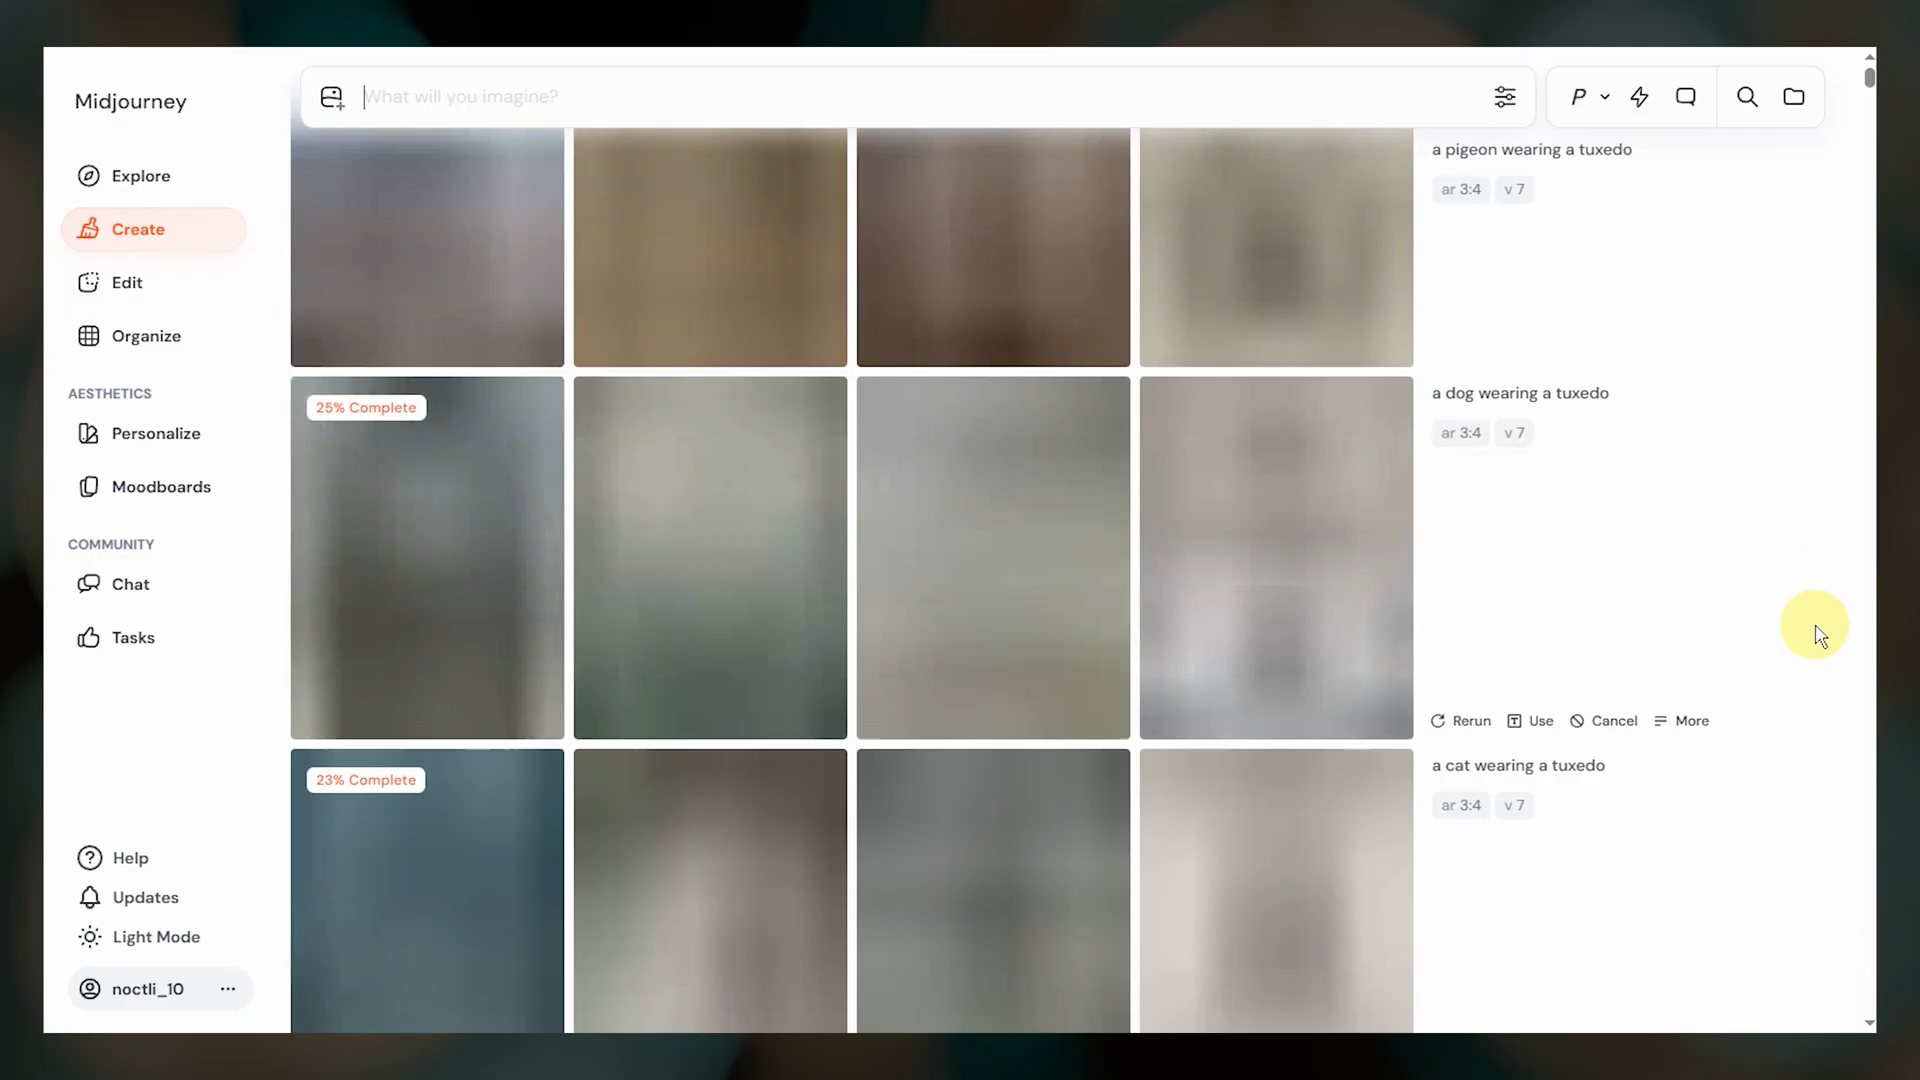 Midjourney
What will you imagine?
P
Explore
Create
Edit
Organize
AESTHETICS
Personalize
Moodboards
COMMUNITY
Chat
Tasks
Help
Updates
Light Mode
noctli_10
a pigeon wearing a tuxedo
ar 3:4 v 7
25% Complete
a dog wearing a tuxedo
ar 3:4 v 7
Rerun Use Cancel More
23% Complete
a cat wearing a tuxedo
ar 3:4 v 7